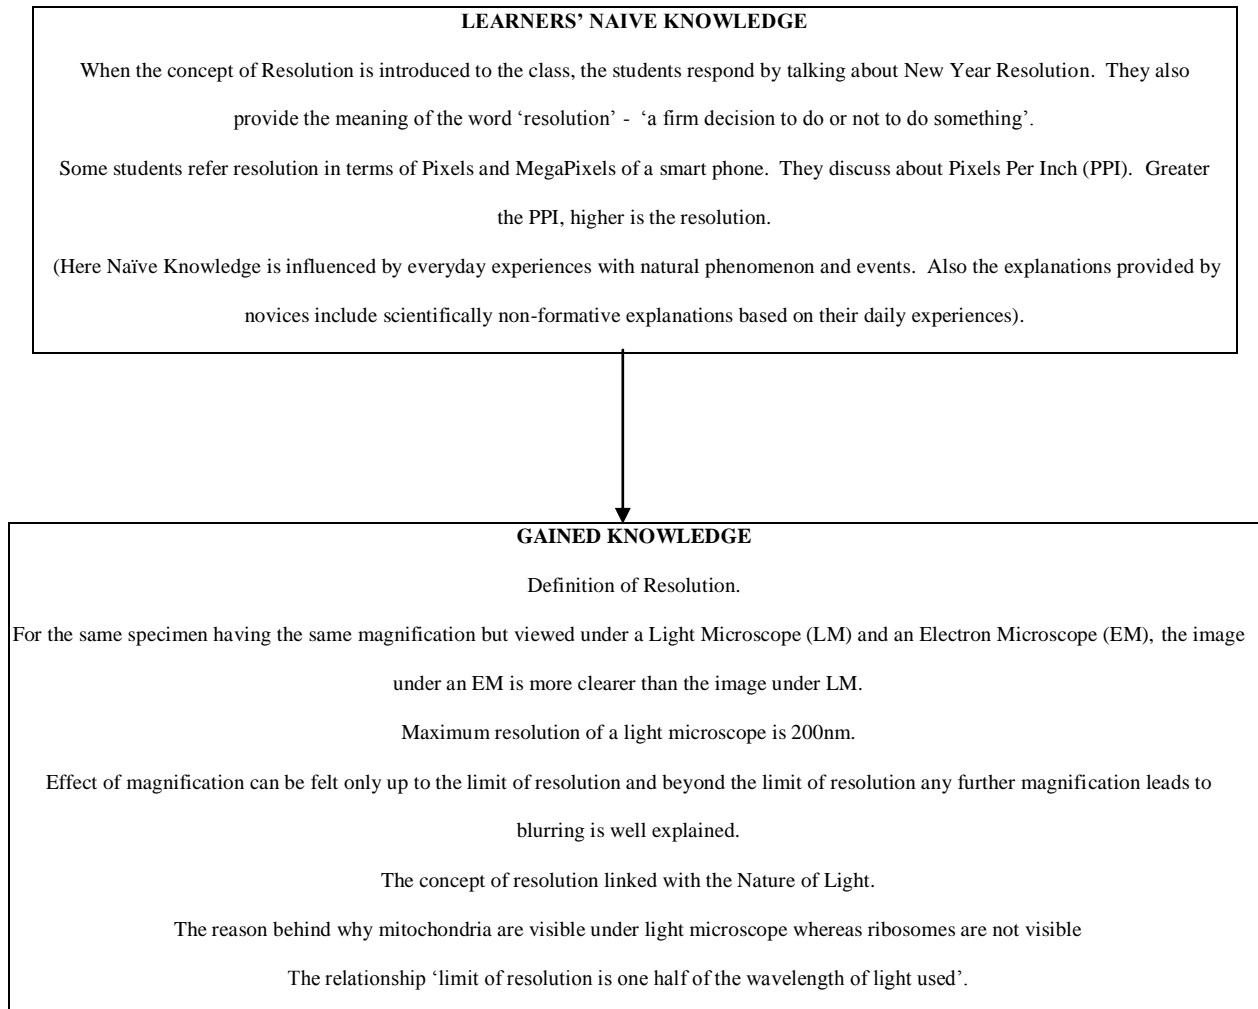 LEARNERS’ NAIVE KNOWLEDGE
When the concept of Resolution is introduced to the class, the students respond by talking about New Year Resolution. They also
provide the meaning of the word ‘resolution’ - ‘a firm decision to do or not to do something’.
Some students refer resolution in terms of Pixels and MegaPixels of a smart phone. They discuss about Pixels Per Inch (PPI). Greater
the PPI, higher is the resolution.
(Here Naïve Knowledge is influenced by everyday experiences with natural phenomenon and events. Also the explanations provided by
novices include scientifically non-formative explanations based on their daily experiences).
GAINED KNOWLEDGE
Definition of Resolution.
For the same specimen having the same magnification but viewed under a Light Microscope (LM) and an Electron Microscope (EM), the image
under an EM is more clearer than the image under LM.
Maximum resolution of a light microscope is 200nm.
Effect of magnification can be felt only up to the limit of resolution and beyond the limit of resolution any further magnification leads to
blurring is well explained.
The concept of resolution linked with the Nature of Light.
The reason behind why mitochondria are visible under light microscope whereas ribosomes are not visible
The relationship ‘limit of resolution is one half of the wavelength of light used’.